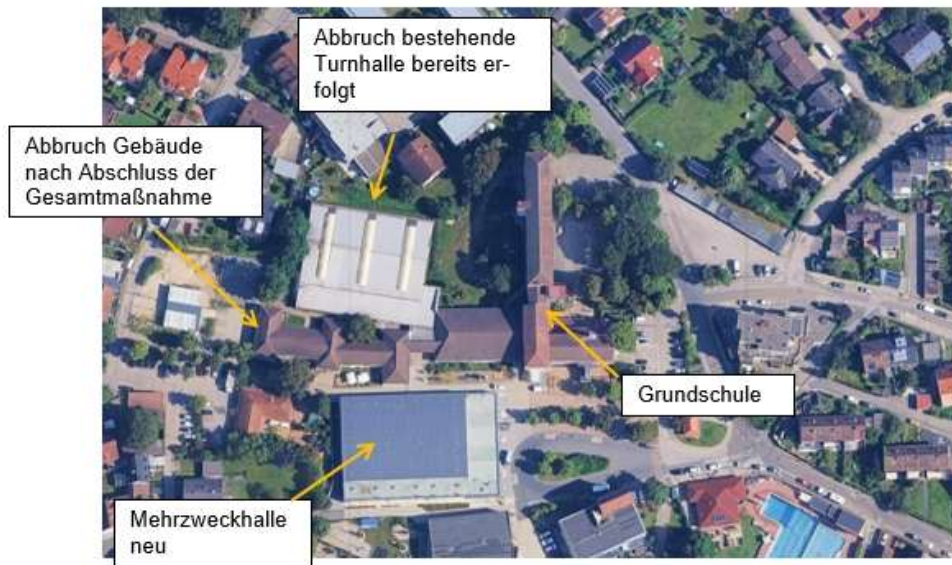 Abbruch bestehende
Turnhalle bereits er-
folgt
Abbruch Gebäude
nach Abschluss der
Gesamtmaßnahme
Grundschule
Mehrzweckhalle
neu